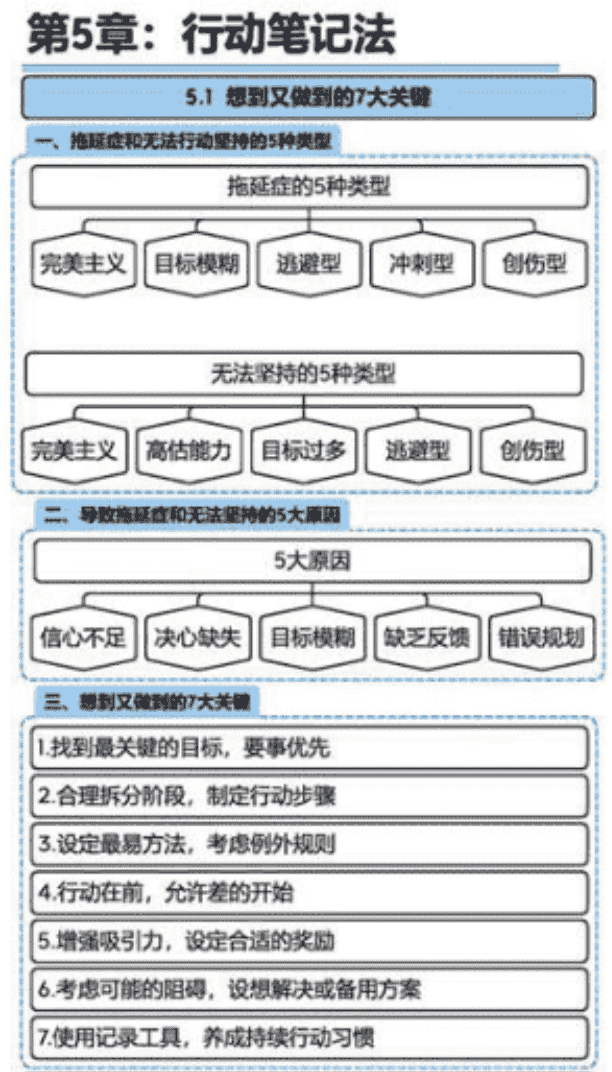 第5章：行动笔记法
5.1 想到又做到的7大关键
一、拖延症和无法行动坚持的5种类型
拖延症的5种类型
完美主义 目标模糊 逃避型 冲刺型 创伤型
无法坚持的5种类型
完美主义 高估能力 目标过多 逃避型 创伤型
二、导致拖延症和无法坚持的5大原因
5大原因
信心不足 决心缺失 目标模糊 缺乏反馈 错误规划
三、想到又做到的7大关键
1.找到最关键的目标，要事优先
2.合理拆分阶段，制定行动步骤
3.设定最易方法，考虑例外规则
4.行动在前，允许差的开始
5.增强吸引力，设定合适的奖励
6.考虑可能的阻碍，设想解决或备用方案
7.使用记录工具，养成持续行动习惯